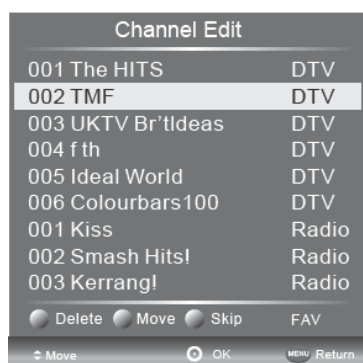 Channel Edit
001 The HITS DTV
002 TMF DTV
003 UKTV Br'tIdeas DTV
004 f th DTV
005 Ideal World DTV
006 Colourbars100 DTV
001 Kiss Radio
002 Smash Hits! Radio
003 Kerrang! Radio
Delete Move Skip FAV
Move OK MENU Return